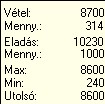 Vétel: 8700
Menny.: 314
Eladás: 10230
Menny.: 1000
Max: 8600
Min: 240
Utolsó: 8600